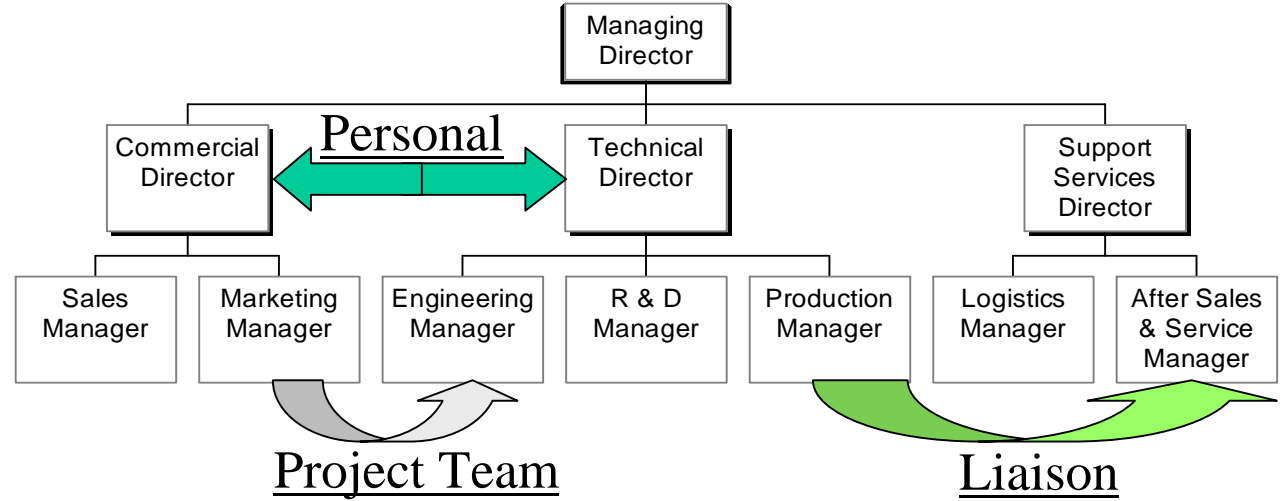 Managing
Director
Commercial
Director
Personal
Technical
Director
Support
Services
Director
Sales
Manager
Marketing
Manager
Engineering
Manager
R & D
Manager
Production
Manager
Logistics
Manager
After Sales
& Service
Manager
Project Team
Liaison